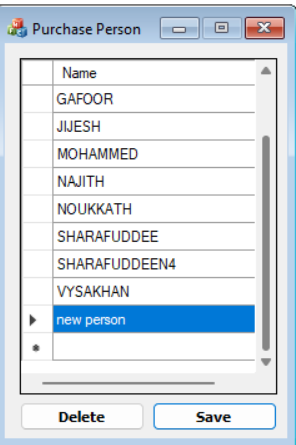 Purchase Person
Name
GAFOOR
JIJESH
MOHAMMED
NAJITH
NOUKKATH
SHARAFUDDEE
SHARAFUDDEEN4
VYSAKHAN
new person
Delete Save